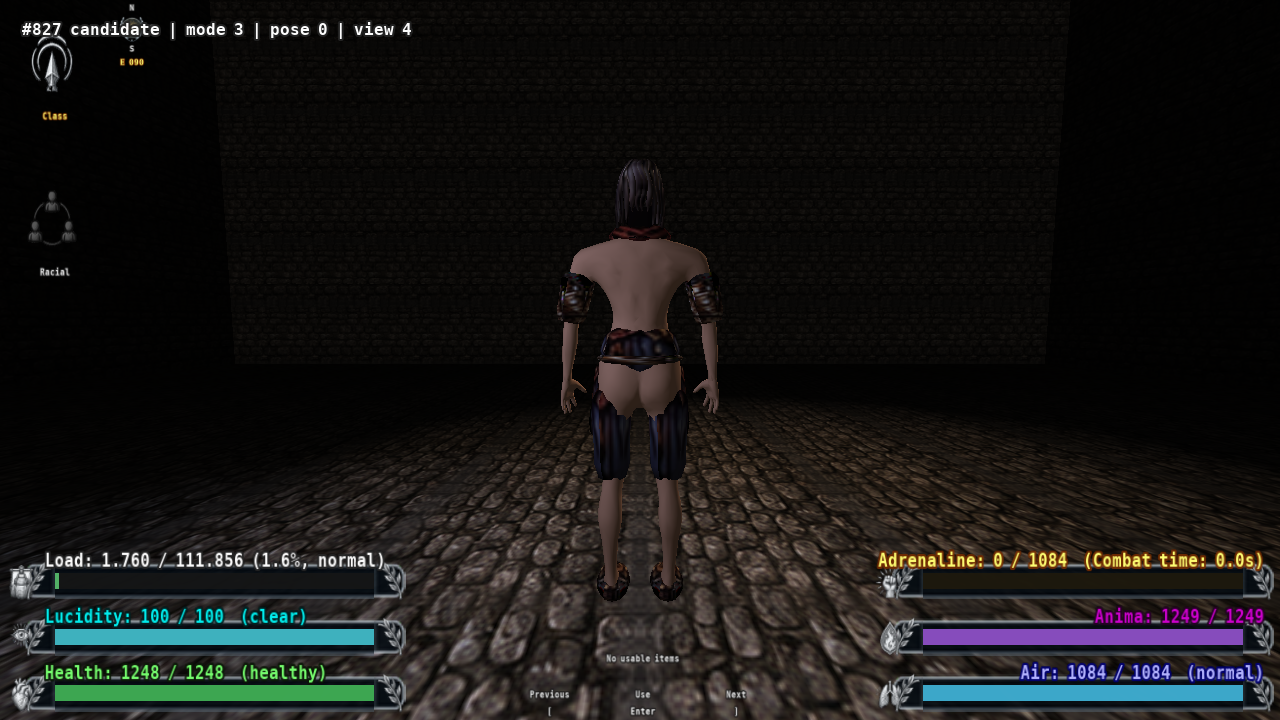 #827 candidate | mode 3 | pose 0 | view 4
N
S
E 090
Class
Racial
Load: 1.760 / 111.856 (1.6%, normal)
Lucidity: 100 / 100 (clear)
Health: 1248 / 1248 (healthy)
Adrenaline: 0 / 1084 (Combat time: 0.0s)
Anima: 1249 / 1249
Air: 1084 / 1084 (normal)
No usable items
Previous Use Next
[ Enter ]